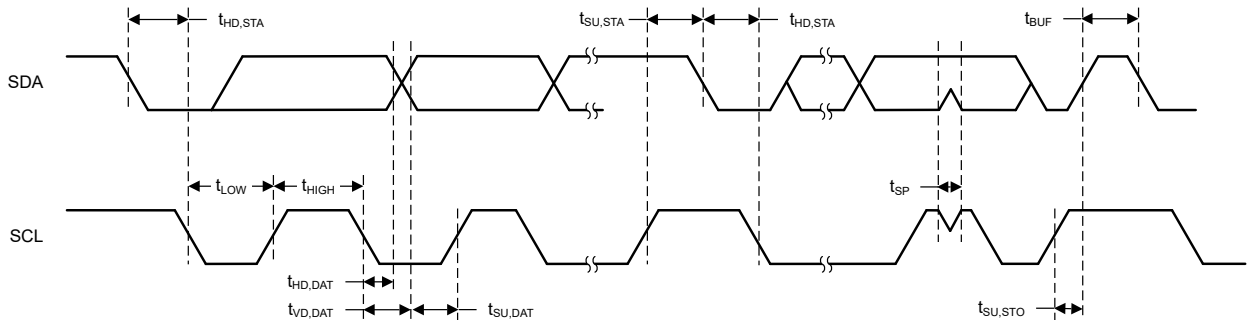 tHD,STA
tSU,STA
tHD,STA
tBUF
SDA
tLOW
tHIGH
tSP
SCL
tHD,DAT
tVD,DAT
tSU,DAT
tSU,STO